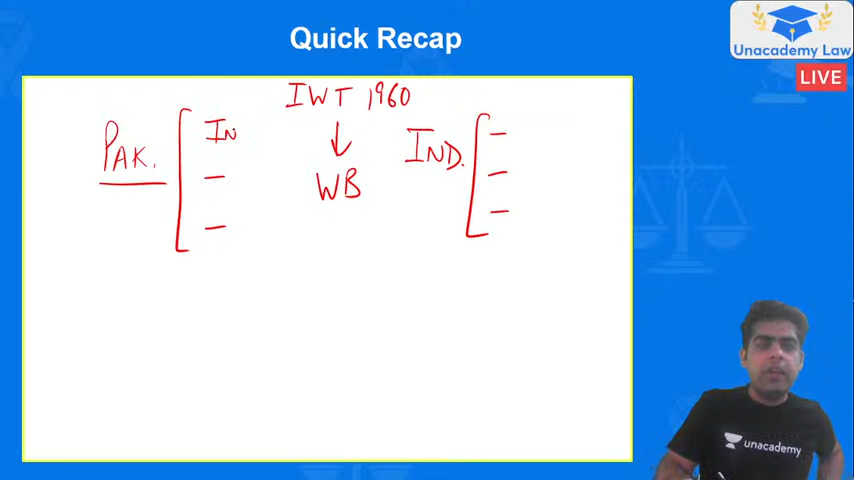 Quick Recap
Unacademy Law
LIVE
IWT 1960
PAK.
IN
WB
IND.
unacademy